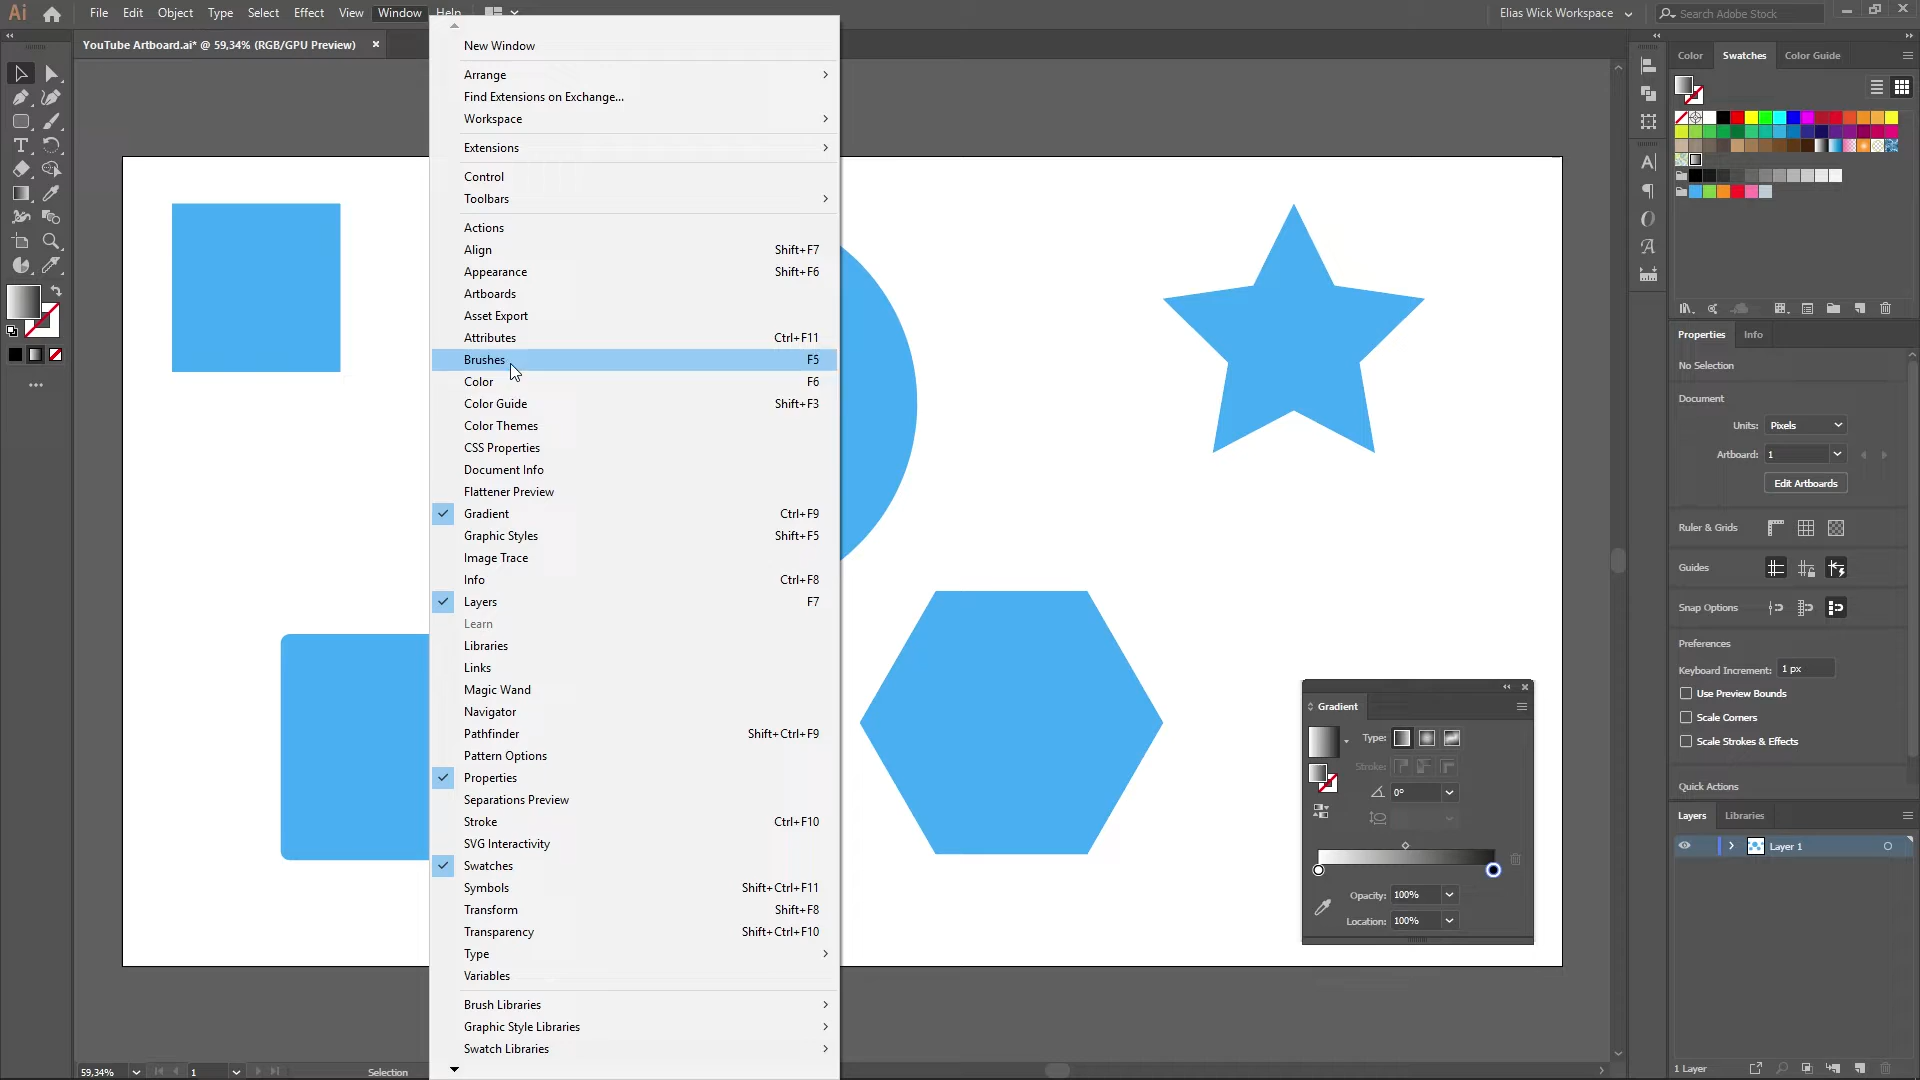 Ai
File Edit Object Type Select Effect View Window Help
Elias Wick Workspace
Search Adobe Stock
YouTube Artboard.ai* @ 59,34% (RGB/GPU Preview)
New Window
Arrange
Find Extensions on Exchange...
Workspace
Extensions
Control
Toolbars
Actions
Align Shift+F7
Appearance Shift+F6
Artboards
Asset Export
Attributes Ctrl+F11
Brushes F5
Color F6
Color Guide Shift+F3
Color Themes
CSS Properties
Document Info
Flattener Preview
Gradient Ctrl+F9
Graphic Styles Shift+F5
Image Trace
Info Ctrl+F8
Layers F7
Learn
Libraries
Links
Magic Wand
Navigator
Pathfinder Shift+Ctrl+F9
Pattern Options
Properties
Separations Preview
Stroke Ctrl+F10
SVG Interactivity
Swatches
Symbols Shift+Ctrl+F11
Transform Shift+F8
Transparency Shift+Ctrl+F10
Type
Variables
Brush Libraries
Graphic Style Libraries
Swatch Libraries
Gradient
Type:
Stroke:
0°
Opacity: 100%
Location: 100%
Color Swatches Color Guide
Properties Info
No Selection
Document
Units: Pixels
Artboard: 1
Edit Artboards
Ruler & Grids
Guides
Snap Options
Preferences
Keyboard Increment: 1 px
Use Preview Bounds
Scale Corners
Scale Strokes & Effects
Quick Actions
Layers Libraries
Layer 1
1 Layer
59,34% 1 Selection